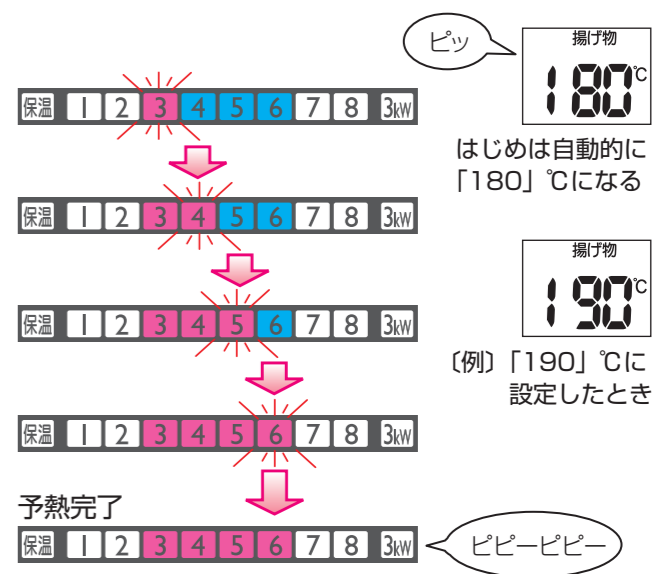 ピッ
揚げ物
180℃
はじめは自動的に
「180」℃になる
保温 1 2 3 4 5 6 7 8 3kW
保温 1 2 3 4 5 6 7 8 3kW
揚げ物
190℃
〔例〕「190」℃に
設定したとき
保温 1 2 3 4 5 6 7 8 3kW
保温 1 2 3 4 5 6 7 8 3kW
予熱完了
保温 1 2 3 4 5 6 7 8 3kW
ピピーピピー